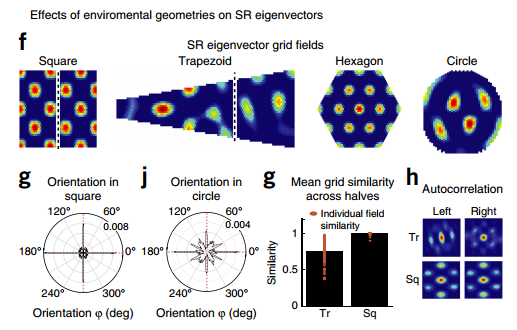 Effects of enviromental geometries on SR eigenvectors
f
SR eigenvector grid fields
Square
Trapezoid
Hexagon
Circle
g
Orientation in
square
120°
60°
0.008
180°
0°
240°
300°
Orientation φ (deg)
j
Orientation in
circle
120°
60°
0.004
180°
0°
240°
300°
Orientation φ (deg)
g
Mean grid similarity
across halves
Individual field
similarity
Similarity
1
0.5
0
Tr
Sq
h
Autocorrelation
Left
Right
Tr
Sq